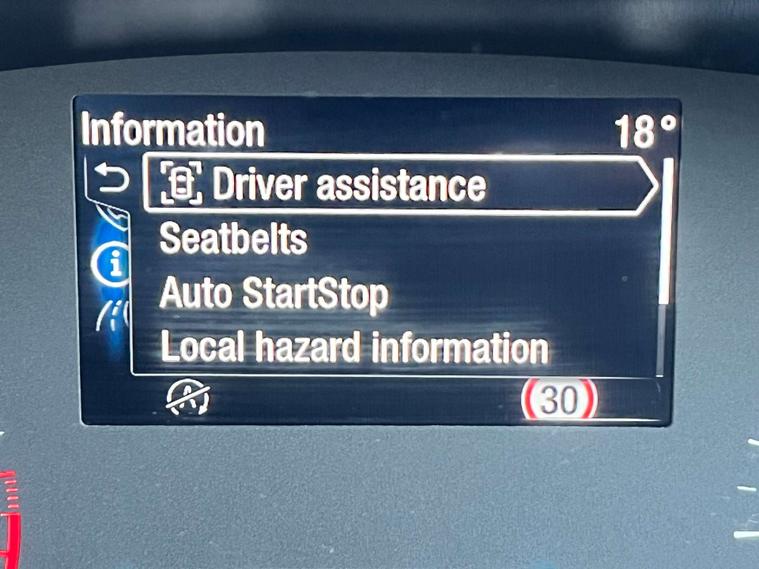 Information 18°
Driver assistance
Seatbelts
Auto StartStop
Local hazard information
30